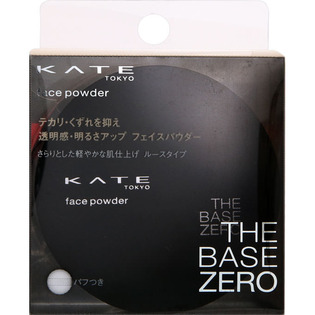 KATE
TOKYO
face powder
テカリ・くずれを抑え
透明感・明るさアップ フェイスパウダー
さらりとした軽やかな肌仕上げ ルースタイプ
KATE
TOKYO
face powder
THE
BASE
ZERO
THE
BASE
ZERO
パフつき